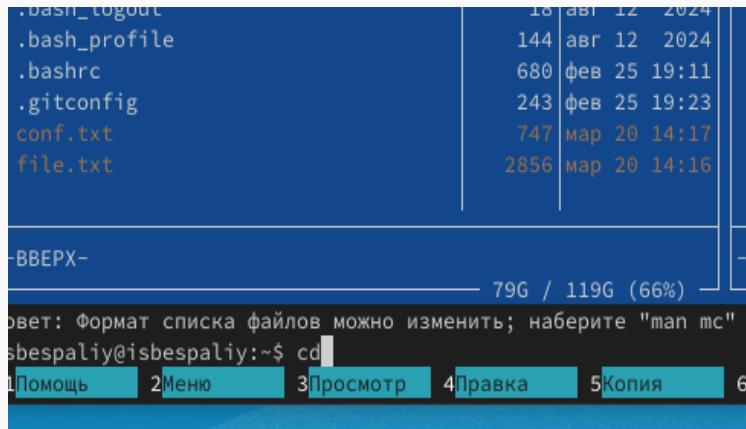 .bash_logout 18 авг 12 2024
.bash_profile 144 авг 12 2024
.bashrc 680 фев 25 19:11
.gitconfig 243 фев 25 19:23
conf.txt 747 мар 20 14:17
file.txt 2856 мар 20 14:16
-ВВЕРХ-
79G / 119G (66%)
овет: Формат списка файлов можно изменить; наберите "man mc"
sbespaliy@isbespaliy:~$ cd
1Помощь 2Меню 3Просмотр 4Правка 5Копия 6